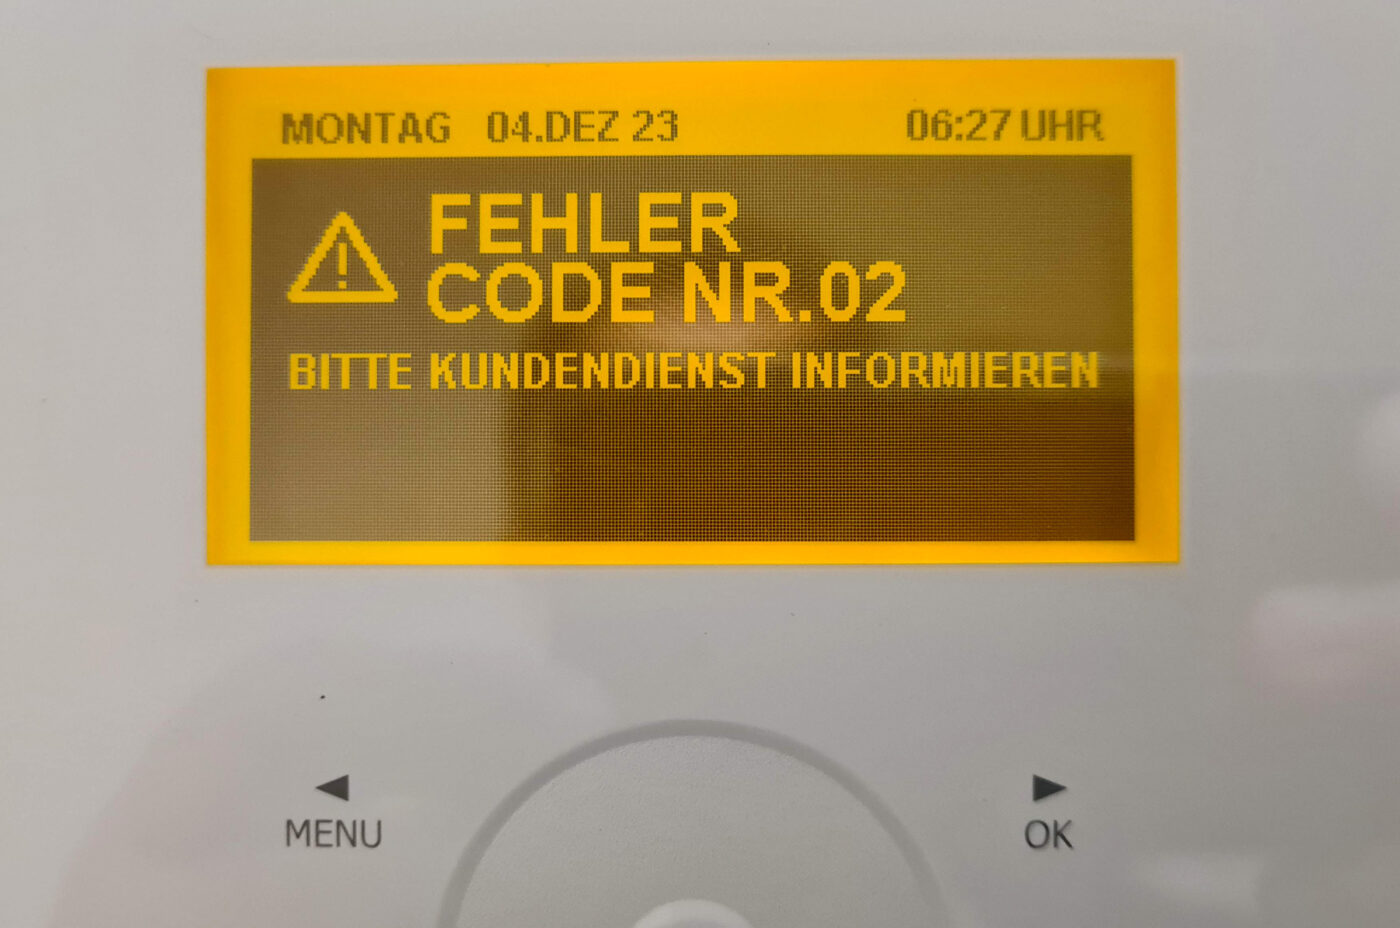 MONTAG 04.DEZ 23 06:27 UHR
FEHLER
CODE NR.02
BITTE KUNDENDIENST INFORMIEREN
MENU OK